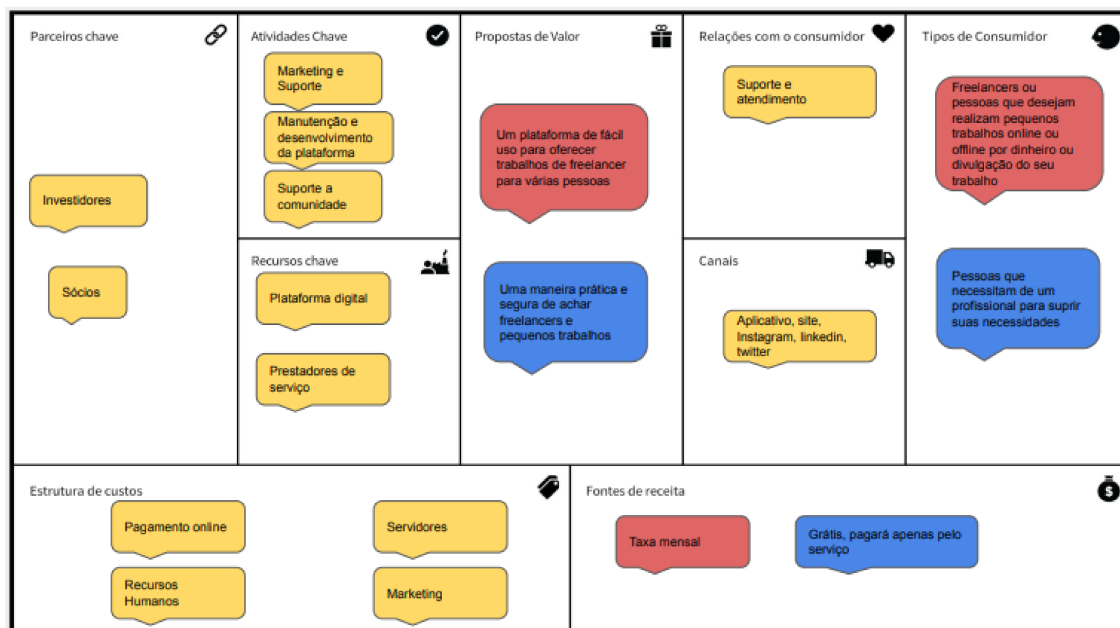 Parceiros chave
Investidores
Sócios
Atividades Chave
Marketing e
Suporte
Manutenção e
desenvolvimento
da plataforma
Suporte a
comunidade
Recursos chave
Plataforma digital
Prestadores de
serviço
Propostas de Valor
Um plataforma de fácil
uso para oferecer
trabalhos de freelancer
para várias pessoas
Uma maneira prática e
segura de achar
freelancers e
pequenos trabalhos
Relações com o consumidor
Suporte e
atendimento
Canais
Aplicativo, site,
Instagram, linkedin,
twitter
Tipos de Consumidor
Freelancers ou
pessoas que desejam
realizam pequenos
trabalhos online ou
offline por dinheiro ou
divulgação do seu
trabalho
Pessoas que
necessitam de um
profissional para suprir
suas necessidades
Estrutura de custos
Pagamento online
Recursos
Humanos
Servidores
Marketing
Fontes de receita
$
Taxa mensal
Grátis, pagará apenas pelo
serviço